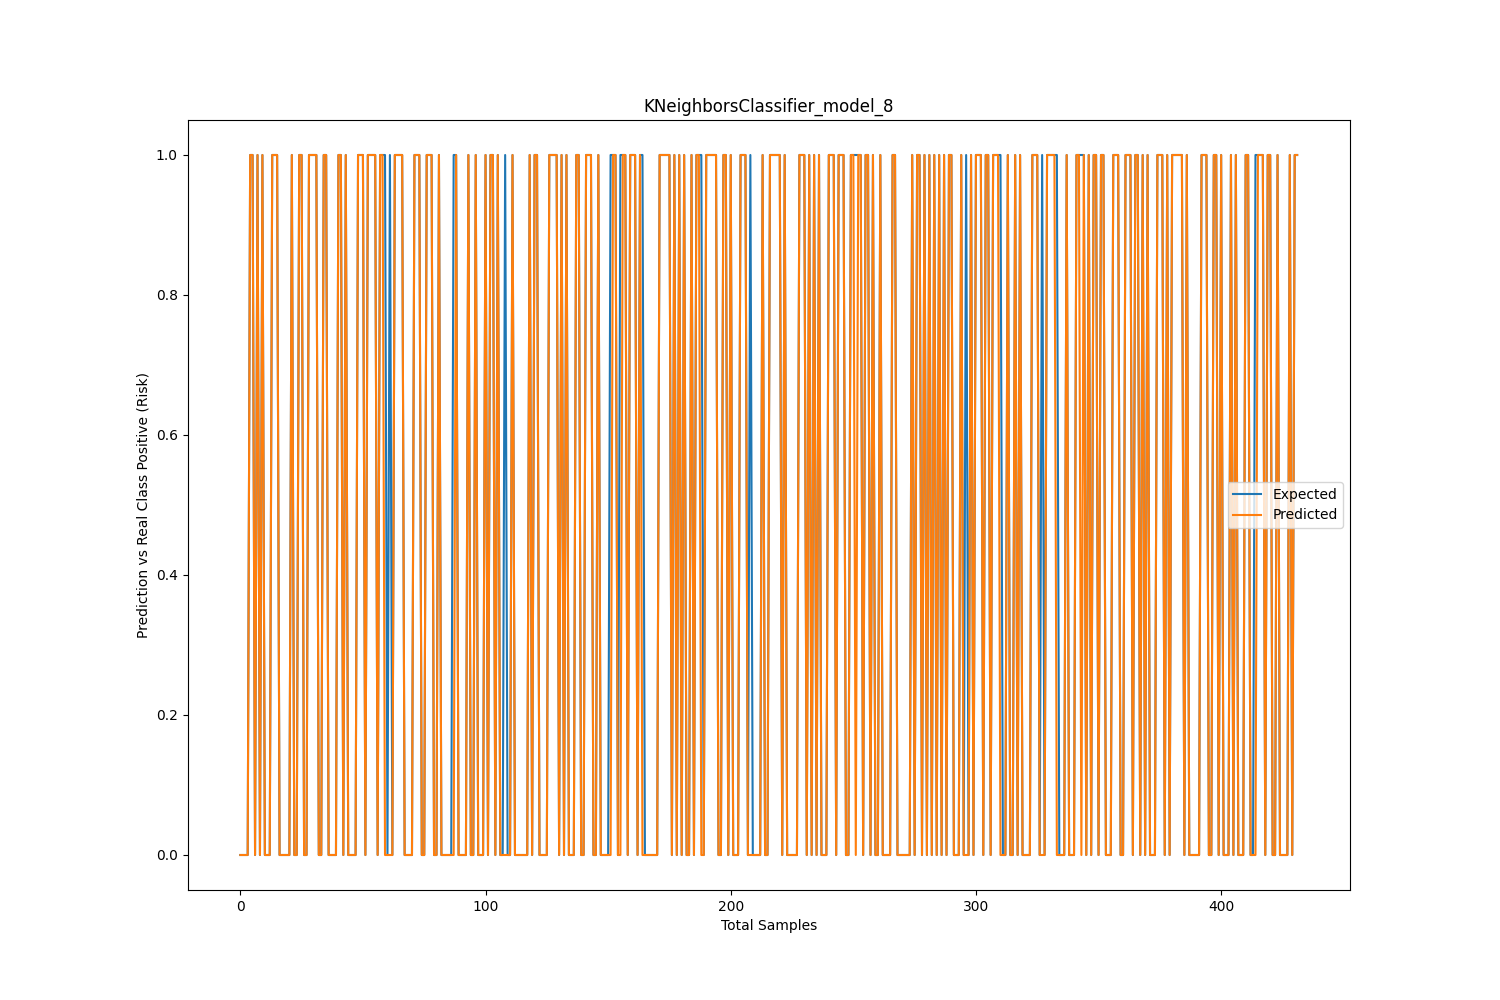 KNeighborsClassifier_model_8
Prediction vs Real Class Positive (Risk)
1.0
0.8
0.6
0.4
0.2
0.0
Expected
Predicted
0
100
200
300
400
Total Samples